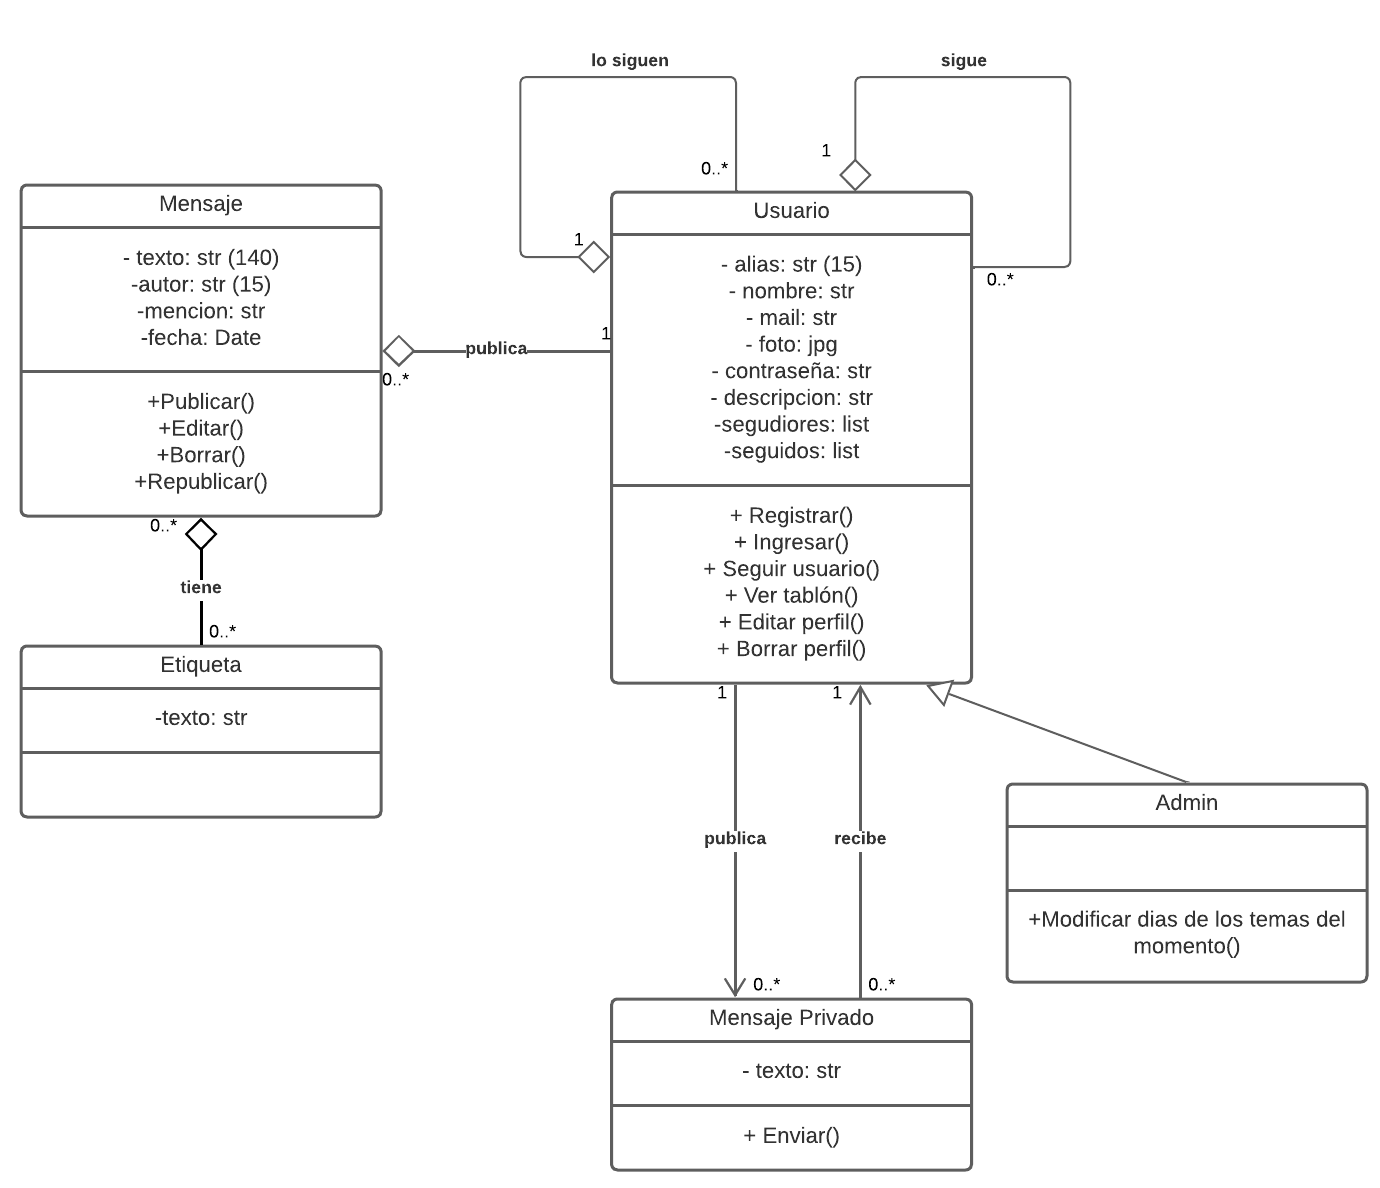 lo siguen
sigue
1
0..*
1
0..*
Mensaje
- texto: str (140)
-autor: str (15)
-mencion: str
-fecha: Date
+Publicar()
+Editar()
+Borrar()
+Republicar()
Usuario
- alias: str (15)
- nombre: str
- mail: str
- foto: jpg
- contraseña: str
- descripcion: str
-segudiores: list
-seguidos: list
+ Registrar()
+ Ingresar()
+ Seguir usuario()
+ Ver tablón()
+ Editar perfil()
+ Borrar perfil()
1
publica
0..*
0..*
tiene
0..*
Etiqueta
-texto: str
1
1
publica
recibe
0..*
0..*
Admin
+Modificar dias de los temas del
momento()
Mensaje Privado
- texto: str
+ Enviar()